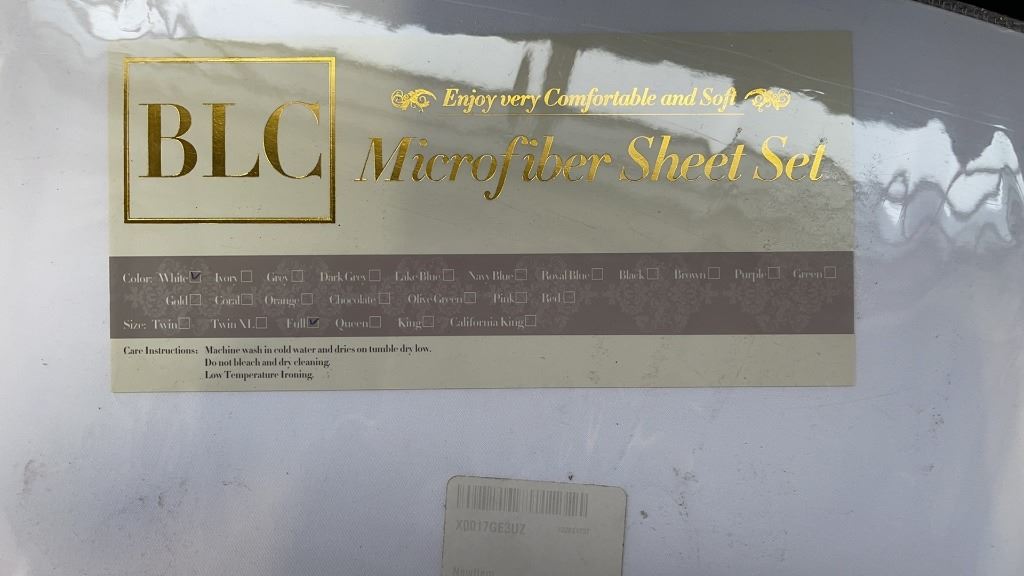 BLC
Enjoy very Comfortable and Soft
Microfiber Sheet Set
Color: White Ivory Grey Dark Grey Lake Blue Navy Blue Royal Blue Black Brown Purple Green
Gold Coral Orange Chocolate Olive Green Pink Red
Size: Twin Twin XL Full Queen King California King
Care Instructions: Machine wash in cold water and dries on tumble dry low.
Do not bleach and dry cleaning.
Low Temperature Ironing.
X0017GE3UZ